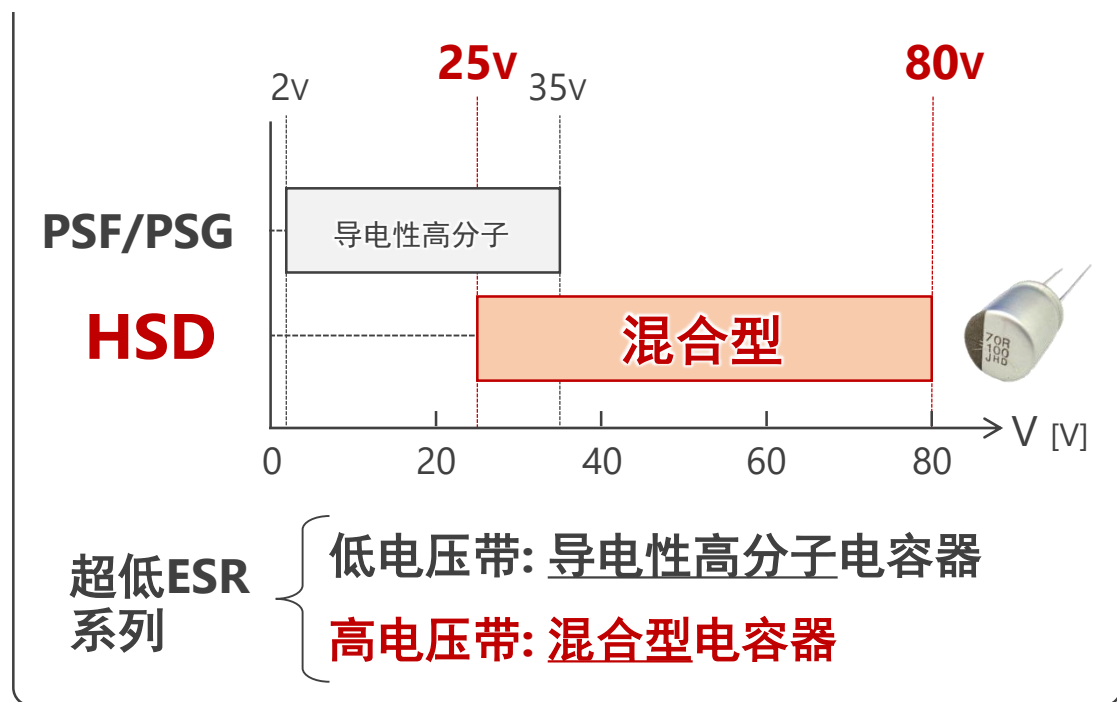 25V
80V
2V
35V
PSF/PSG
导电性高分子
HSD
混合型
70R
100
JHD
V [V]
0 20 40 60 80
超低ESR
系列
低电压带: 导电性高分子电容器
高电压带: 混合型电容器